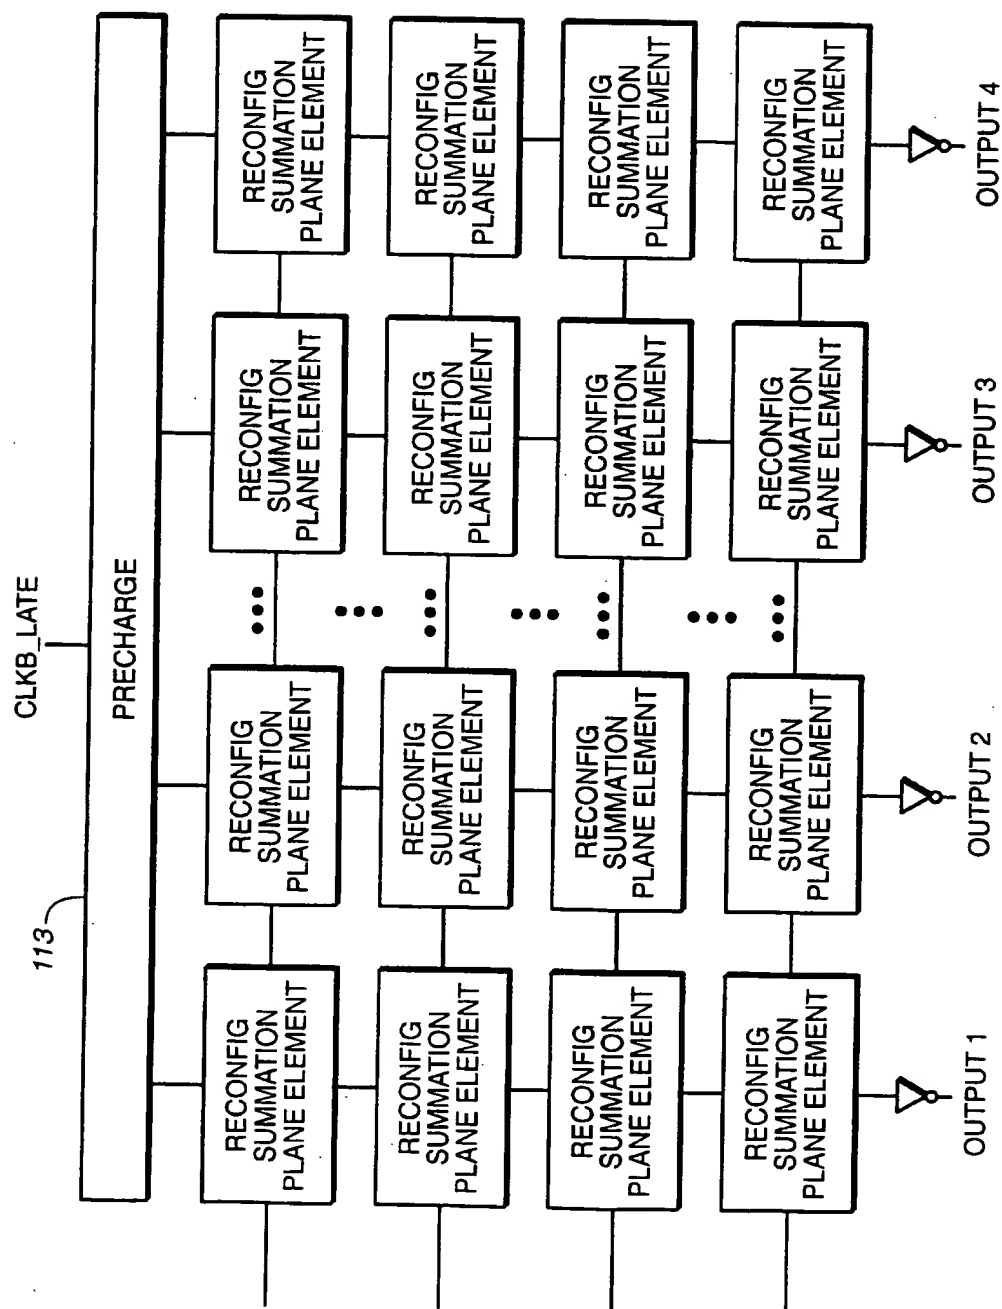 CLKB_LATE
113
PRECHARGE
RECONFIG
SUMMATION
PLANE ELEMENT
RECONFIG
SUMMATION
PLANE ELEMENT
RECONFIG
SUMMATION
PLANE ELEMENT
RECONFIG
SUMMATION
PLANE ELEMENT
RECONFIG
SUMMATION
PLANE ELEMENT
RECONFIG
SUMMATION
PLANE ELEMENT
RECONFIG
SUMMATION
PLANE ELEMENT
RECONFIG
SUMMATION
PLANE ELEMENT
RECONFIG
SUMMATION
PLANE ELEMENT
RECONFIG
SUMMATION
PLANE ELEMENT
RECONFIG
SUMMATION
PLANE ELEMENT
RECONFIG
SUMMATION
PLANE ELEMENT
RECONFIG
SUMMATION
PLANE ELEMENT
RECONFIG
SUMMATION
PLANE ELEMENT
RECONFIG
SUMMATION
PLANE ELEMENT
RECONFIG
SUMMATION
PLANE ELEMENT
OUTPUT 1
OUTPUT 2
OUTPUT 3
OUTPUT 4